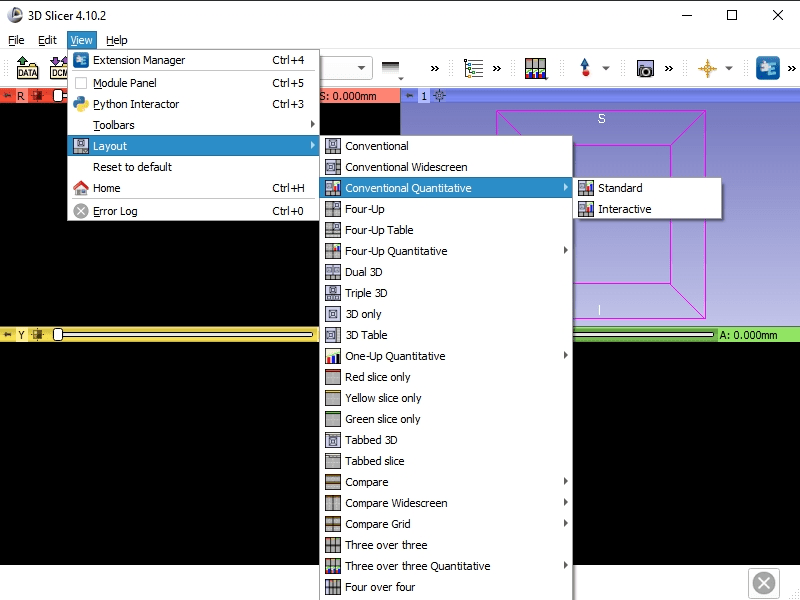 3D Slicer 4.10.2
File Edit View Help
Extension Manager Ctrl+4
Module Panel Ctrl+5
Python Interactor Ctrl+3
Toolbars
Layout
Reset to default
Home Ctrl+H
Error Log Ctrl+0
DATA DCM
R S: 0.000mm 1
S
Conventional
Conventional Widescreen
Conventional Quantitative
Standard
Interactive
Four-Up
Four-Up Table
Four-Up Quantitative
Dual 3D
Triple 3D
3D only
3D Table
One-Up Quantitative
Red slice only
Yellow slice only
Green slice only
Tabbed 3D
Tabbed slice
Compare
Compare Widescreen
Compare Grid
Three over three
Three over three Quantitative
Four over four
I
Y A: 0.000mm